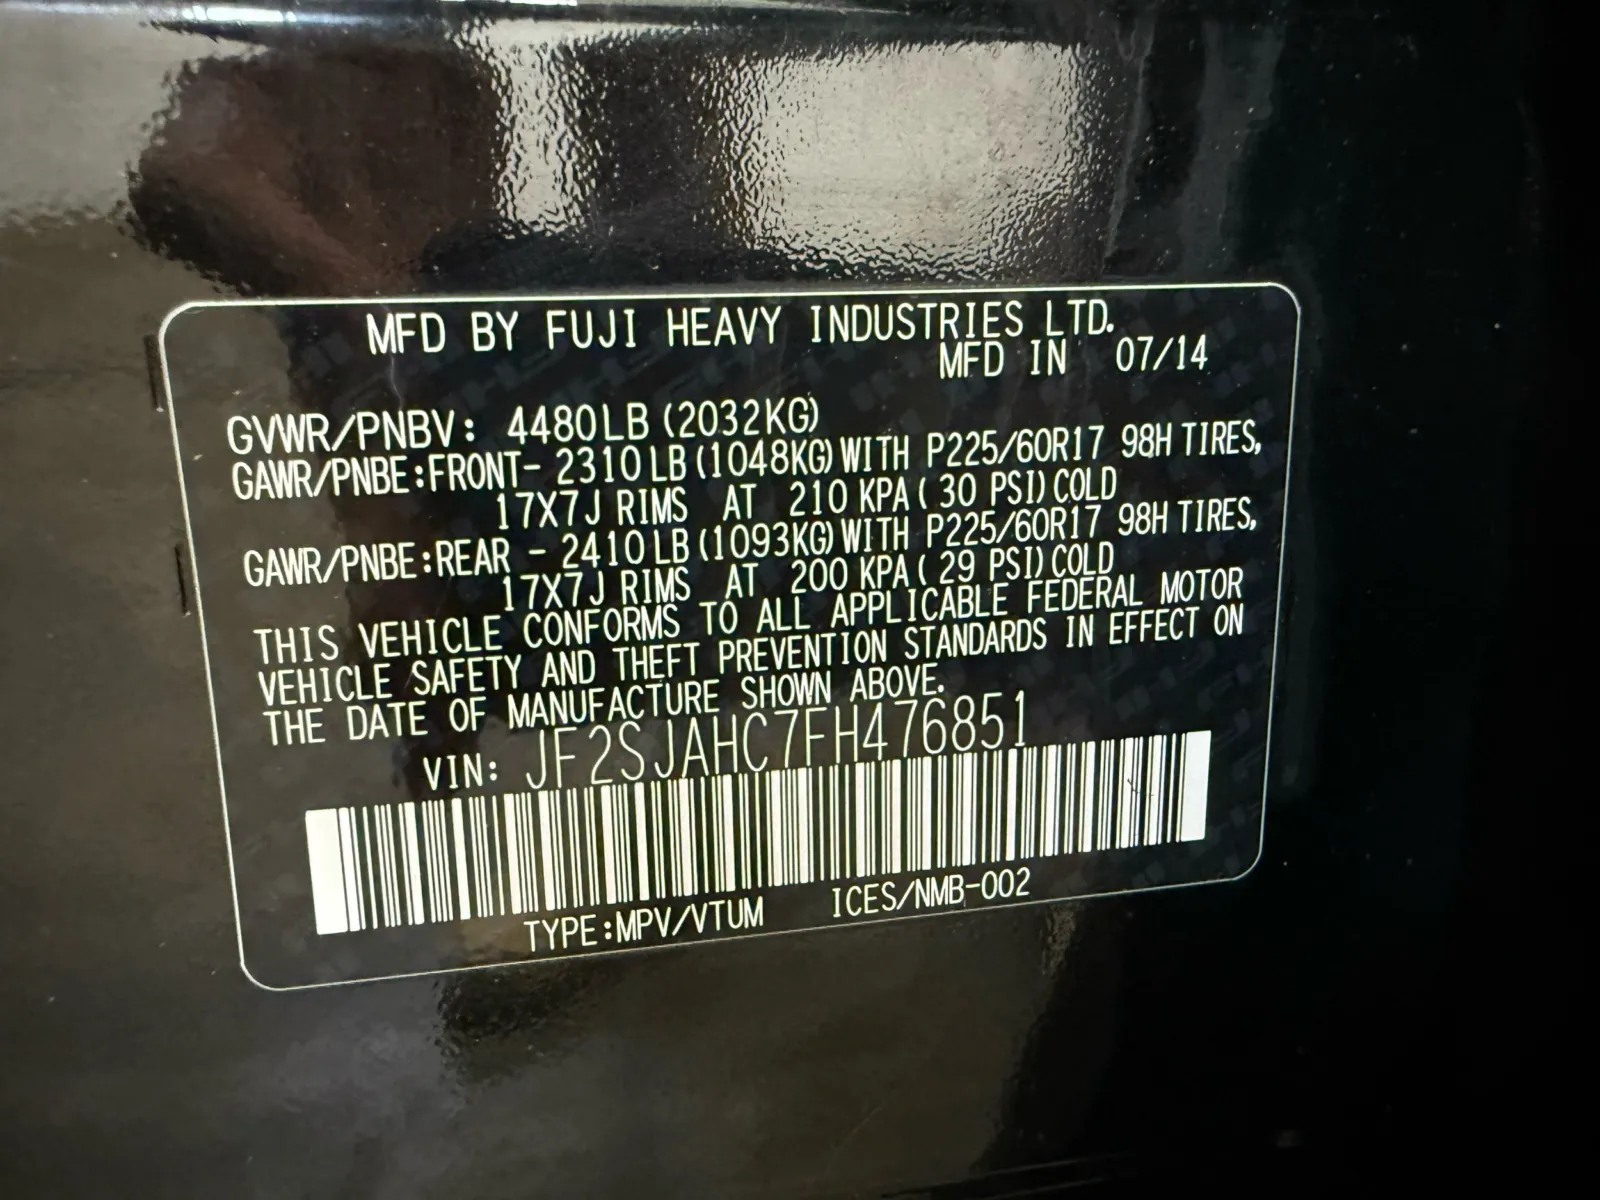 MFD BY FUJI HEAVY INDUSTRIES LTD.
MFD IN 07/14
GVWR/PNBV: 4480LB (2032KG)
GAWR/PNBE:FRONT- 2310LB (1048KG) WITH P225/60R17 98H TIRES,
17X7J RIMS AT 210 KPA ( 30 PSI) COLD
GAWR/PNBE:REAR - 2410LB (1093KG) WITH P225/60R17 98H TIRES,
17X7J RIMS AT 200 KPA ( 29 PSI) COLD
THIS VEHICLE CONFORMS TO ALL APPLICABLE FEDERAL MOTOR
VEHICLE SAFETY AND THEFT PREVENTION STANDARDS IN EFFECT ON
THE DATE OF MANUFACTURE SHOWN ABOVE.
VIN: JF2SJAHC7FH476851
TYPE:MPV/VTUM ICES/NMB-002